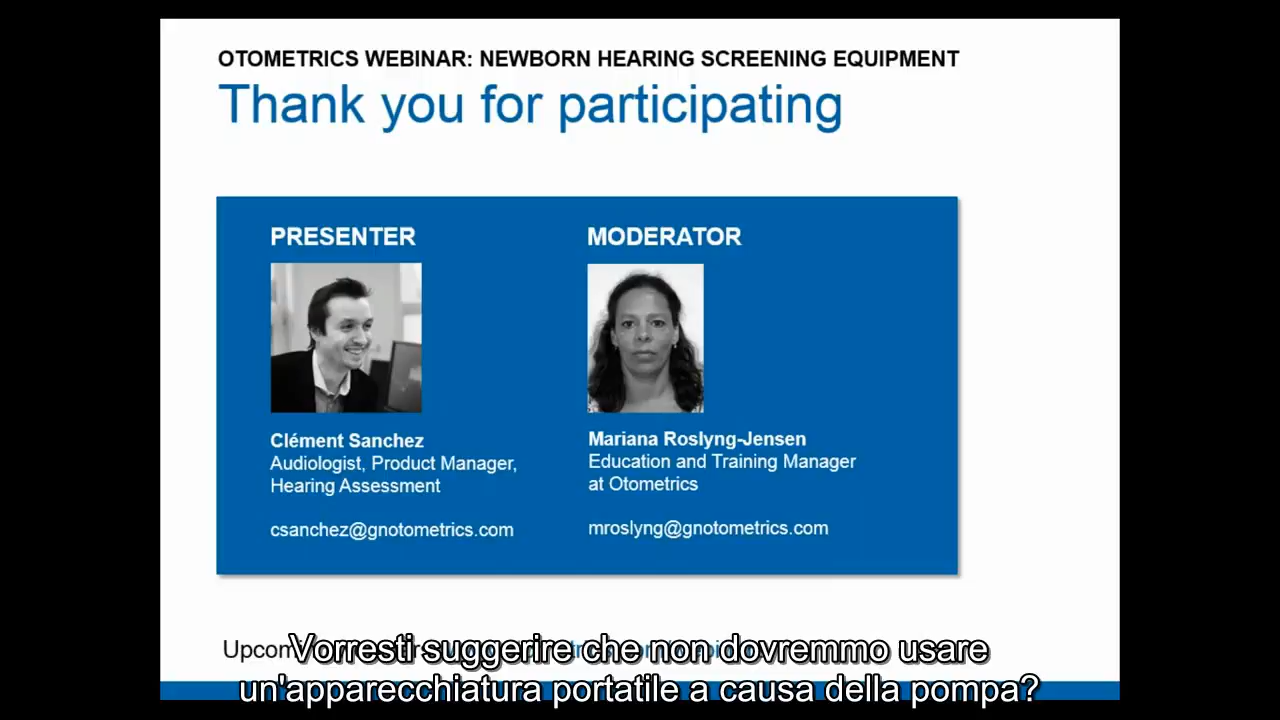 OTOMETRICS WEBINAR: NEWBORN HEARING SCREENING EQUIPMENT
Thank you for participating
PRESENTER
Clément Sanchez
Audiologist, Product Manager,
Hearing Assessment
csanchez@gnotometrics.com
MODERATOR
Mariana Roslyng-Jensen
Education and Training Manager
at Otometrics
mroslyng@gnotometrics.com
Vorresti suggerire che non dovremmo usare
un'apparecchiatura portatile a causa della pompa?